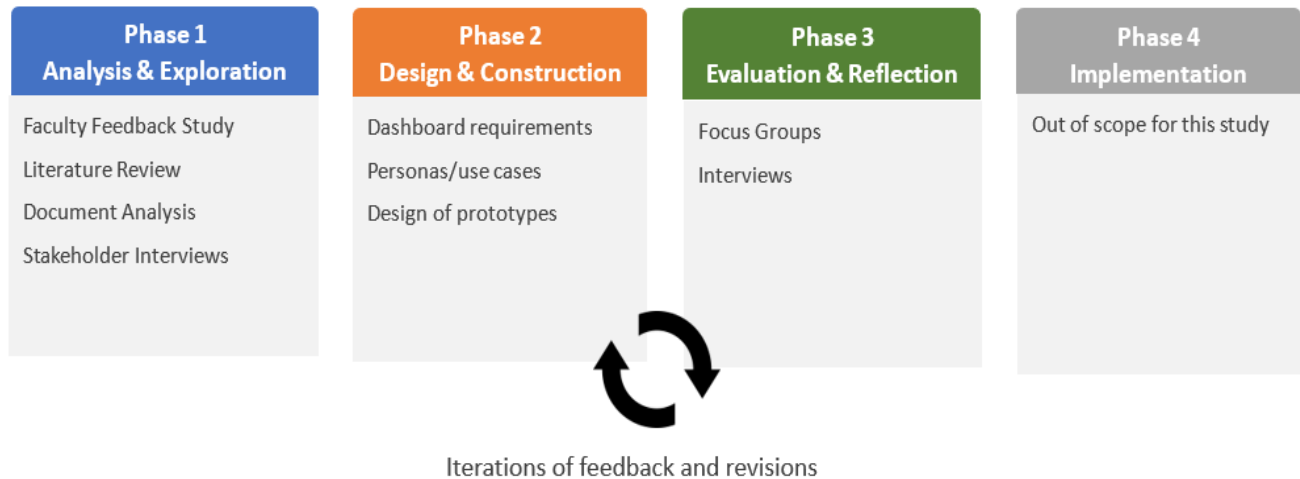 Phase 1
Analysis & Exploration
Faculty Feedback Study
Literature Review
Document Analysis
Stakeholder Interviews
Phase 2
Design & Construction
Dashboard requirements
Personas/use cases
Design of prototypes
Phase 3
Evaluation & Reflection
Focus Groups
Interviews
Phase 4
Implementation
Out of scope for this study
Iterations of feedback and revisions